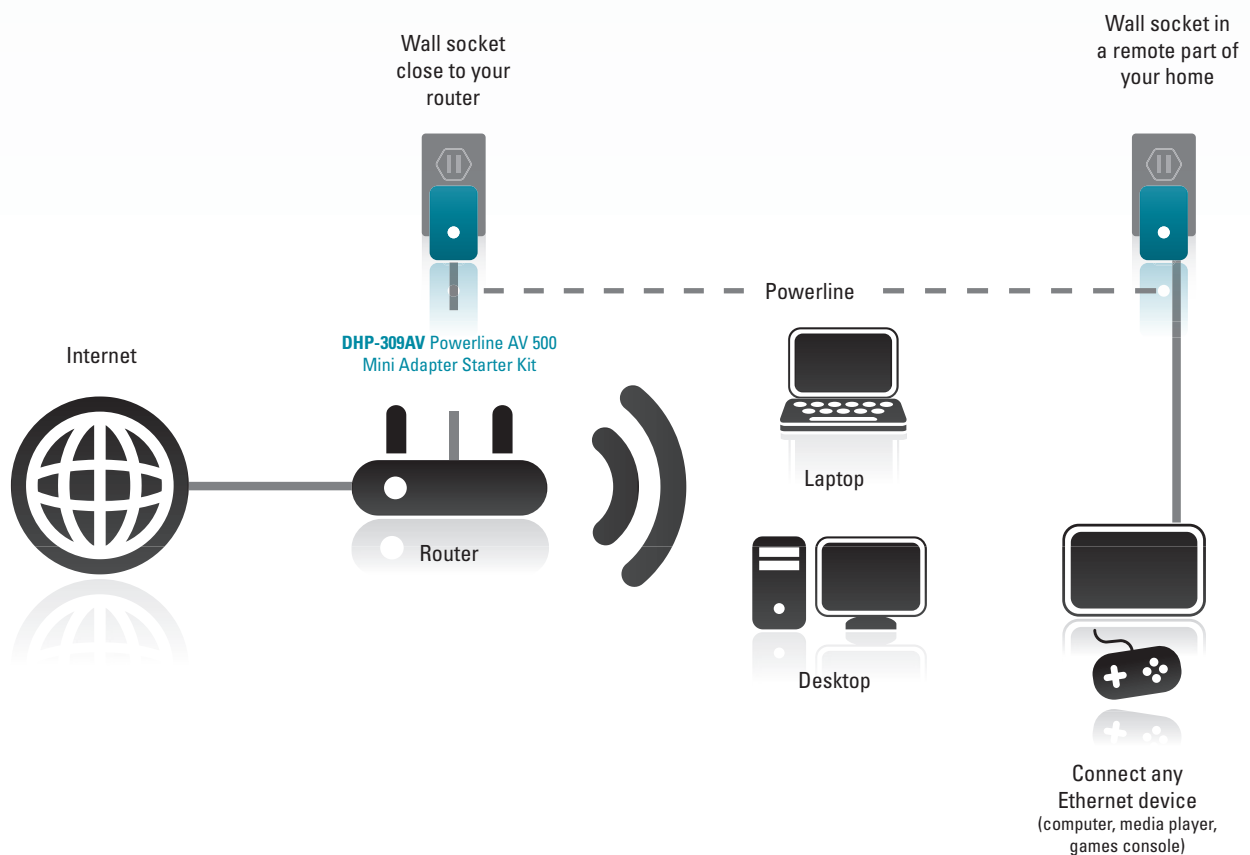 Wall socket
close to your
router
Wall socket in
a remote part of
your home
Powerline
DHP-309AV Powerline AV 500
Mini Adapter Starter Kit
Internet
Laptop
Router
Desktop
Connect any
Ethernet device
(computer, media player,
games console)